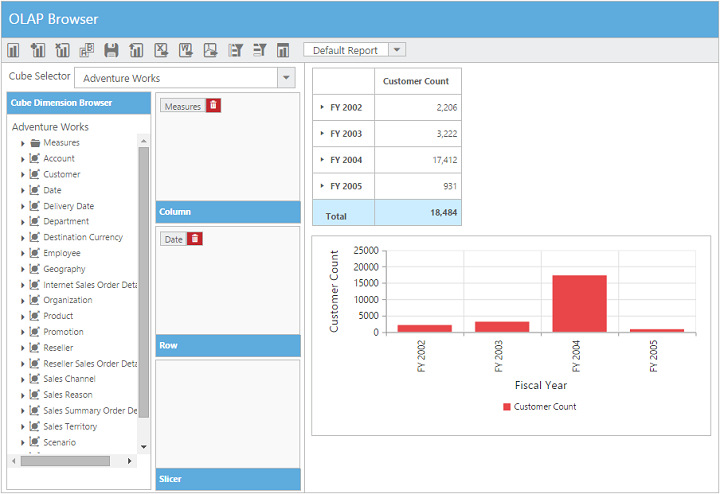 OLAP Browser
Default Report
Cube Selector
Adventure Works
Cube Dimension Browser
Adventure Works
Measures
Account
Customer
Date
Delivery Date
Department
Destination Currency
Employee
Geography
Internet Sales Order Deta
Organization
Product
Promotion
Reseller
Reseller Sales Order Deta
Sales Channel
Sales Reason
Sales Summary Order De
Sales Territory
Scenario
Measures
Column
Date
Row
Slicer
Customer Count
FY 2002 2,206
FY 2003 3,222
FY 2004 17,412
FY 2005 931
Total 18,484
Customer Count
25000
20000
15000
10000
5000
0
FY 2002
FY 2003
FY 2004
FY 2005
Fiscal Year
Customer Count